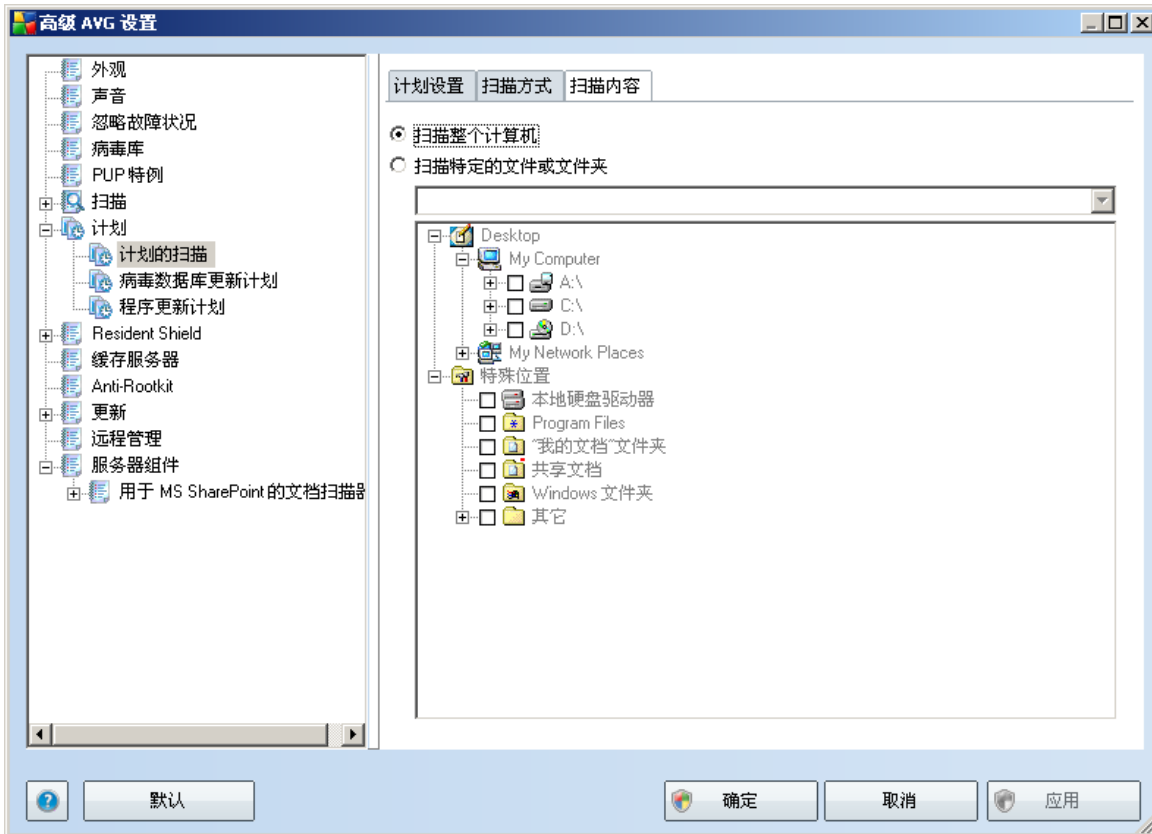 高级 AVG 设置
外观
声音
忽略故障状况
病毒库
PUP 特例
扫描
计划
计划的扫描
病毒数据库更新计划
程序更新计划
Resident Shield
缓存服务器
Anti-Rootkit
更新
远程管理
服务器组件
用于 MS SharePoint 的文档扫描器
计划设置 扫描方式 扫描内容
扫描整个计算机
扫描特定的文件或文件夹
Desktop
My Computer
A:\
C:\
D:\
My Network Places
特殊位置
本地硬盘驱动器
Program Files
"我的文档"文件夹
共享文档
Windows 文件夹
其它
默认 确定 取消 应用